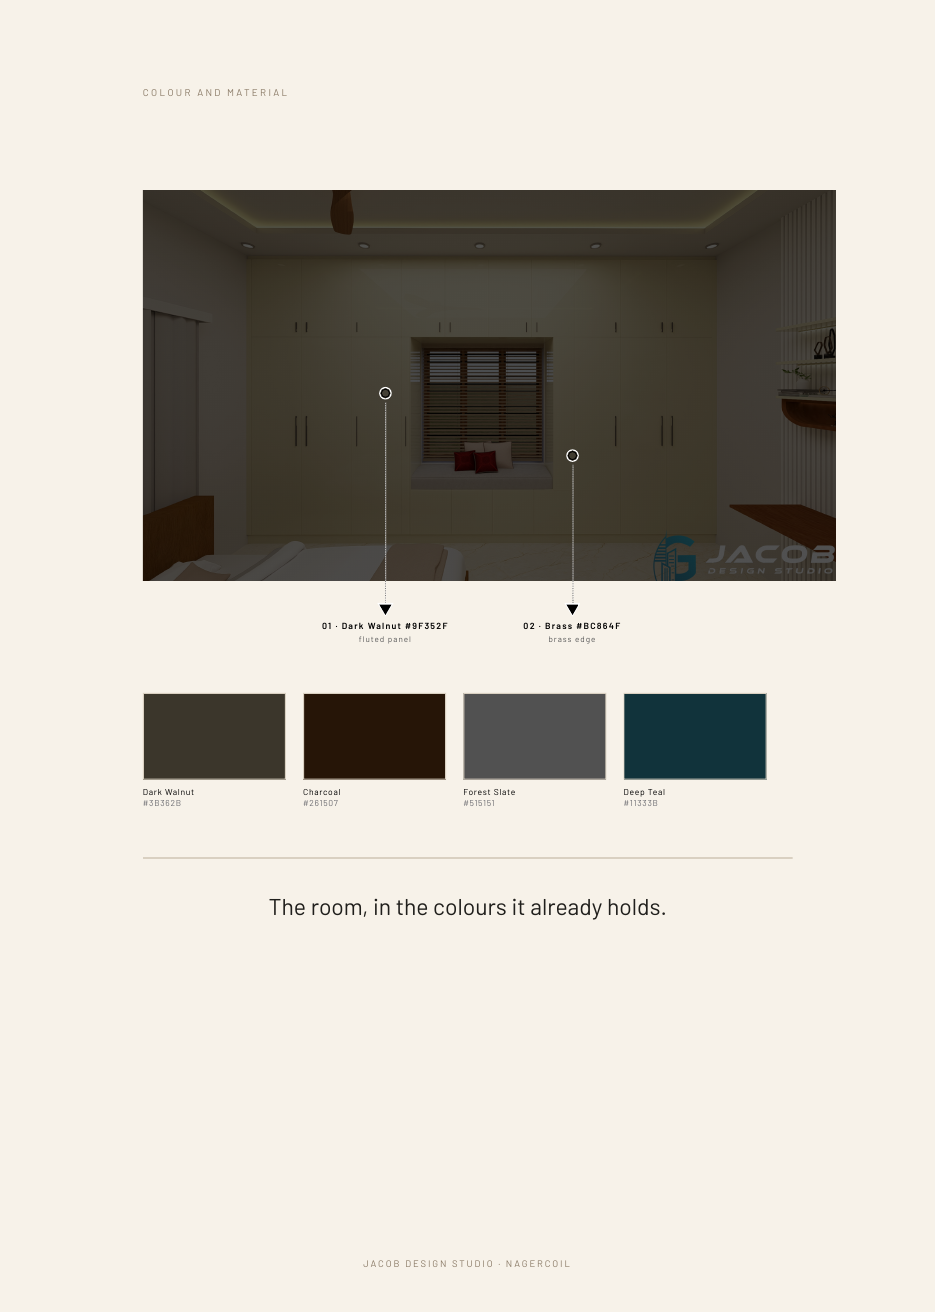 COLOUR AND MATERIAL
JACOB
DESIGN STUDIO
01 · Dark Walnut #9F352F
fluted panel
02 · Brass #BC864F
brass edge
Dark Walnut
#3B362B
Charcoal
#261507
Forest Slate
#515151
Deep Teal
#11333B
The room, in the colours it already holds.
JACOB DESIGN STUDIO · NAGERCOIL